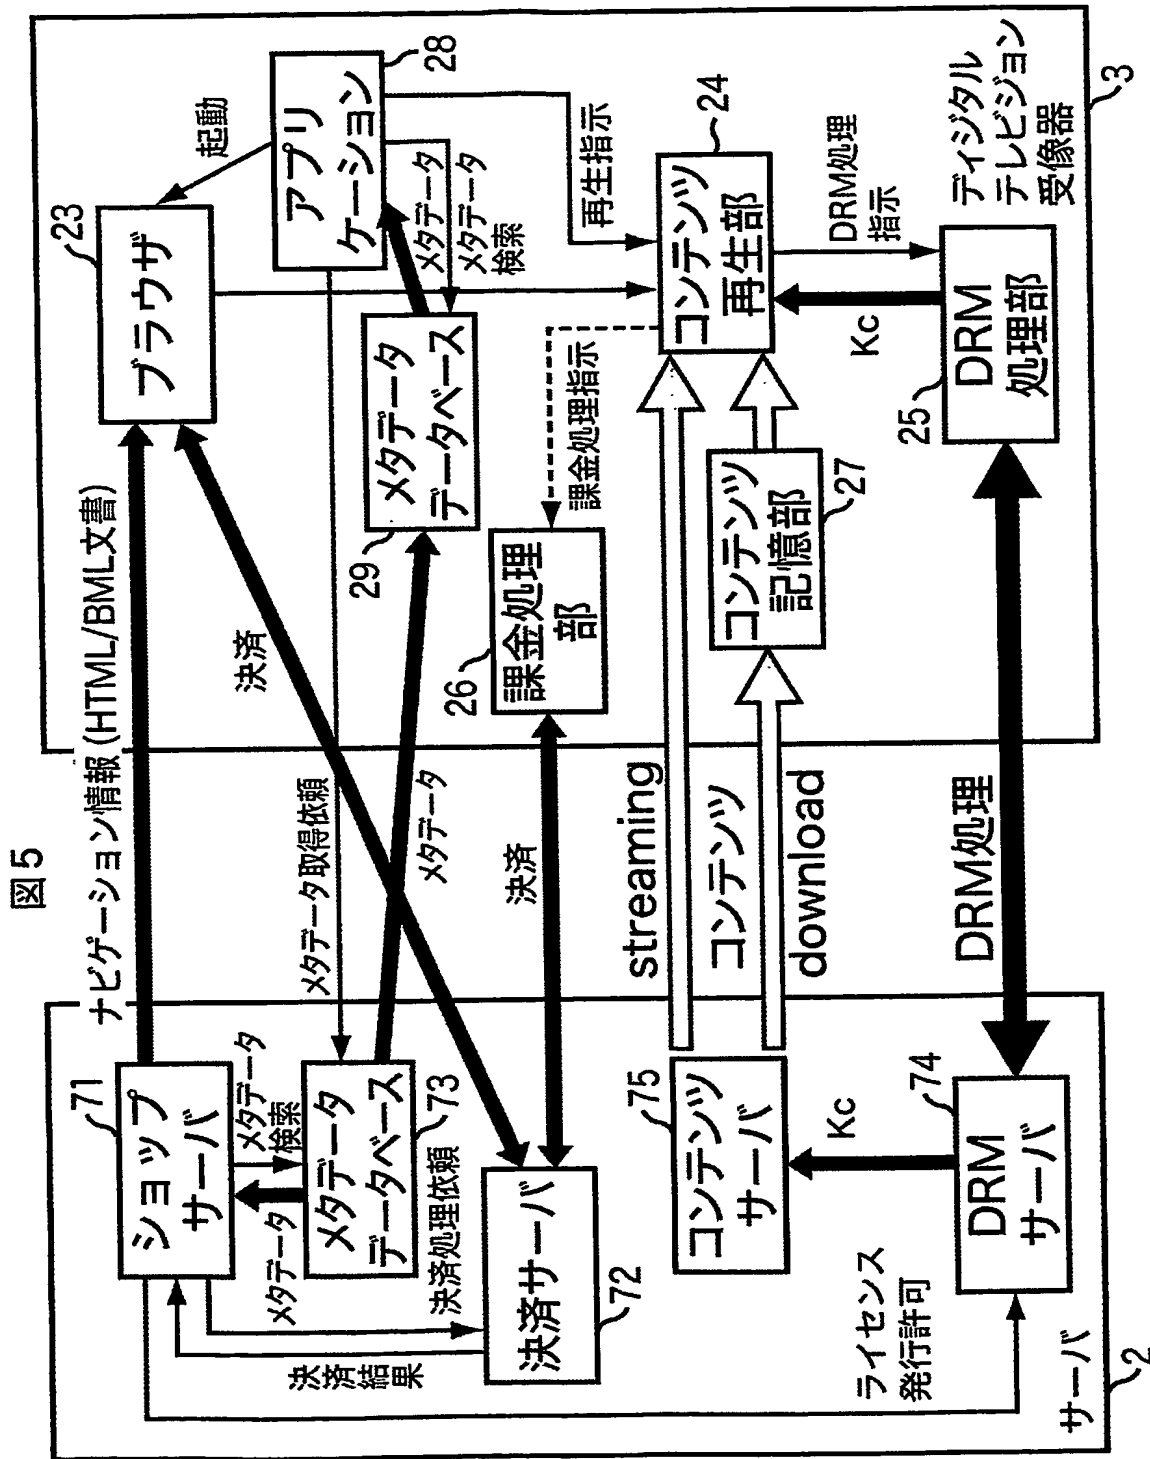 図5
ナビゲーション情報(HTML/BML文書)
71
ショップ
サーバ
メタデータ
検索
メタデータ
メタデータ
データベース
73
決済処理依頼
決済結果
決済サーバ
72
コンテンツ
サーバ
75
Kc
DRM
サーバ
74
ライセンス
発行許可
サーバ
2
決済
メタデータ取得依頼
メタデータ
決済
streaming
コンテンツ
download
DRM処理
23
ブラウザ
起動
アプリ
ケーション
28
メタデータ
メタデータ
検索
再生指示
メタデータ
データベース
29
課金処理
部
26
課金処理指示
コンテンツ
再生部
24
コンテンツ
記憶部
27
DRM処理
指示
Kc
DRM
処理部
25
ディジタル
テレビジョン
受像器
3